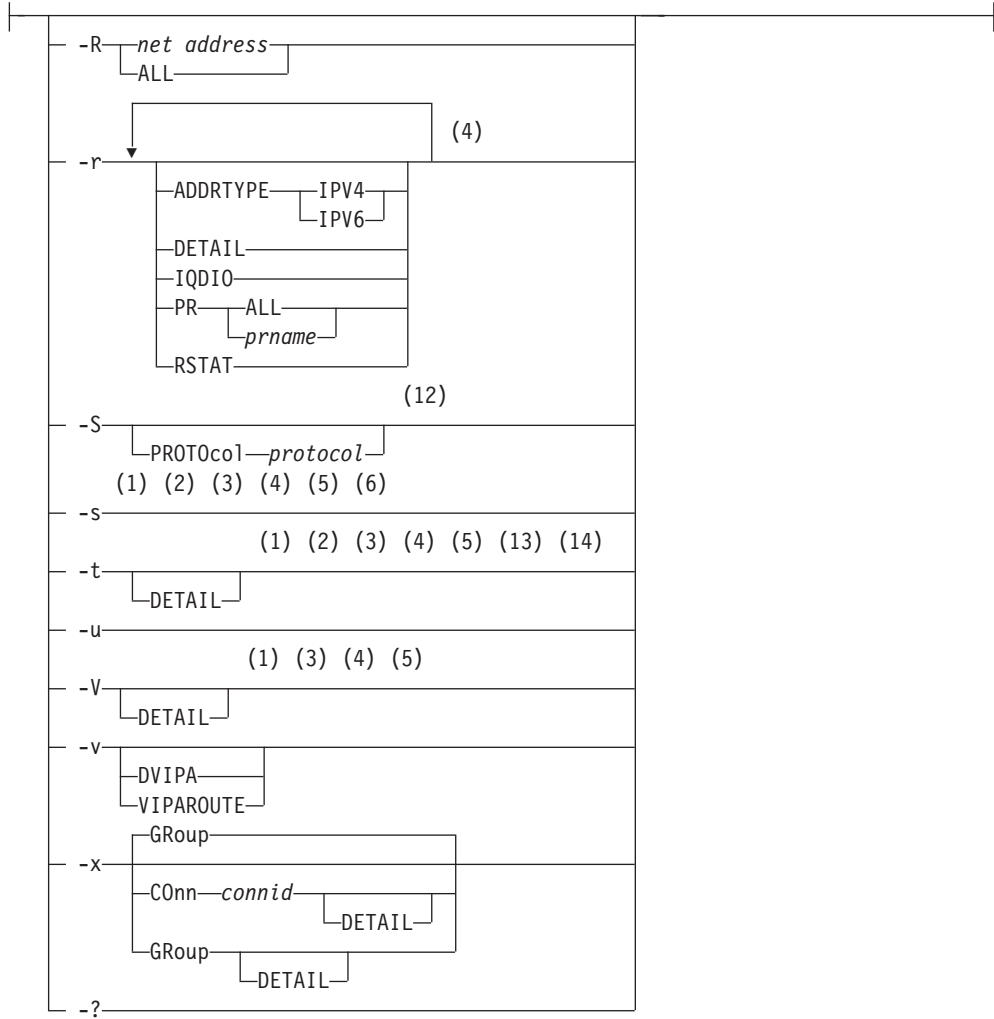 -R net address
ALL
(4)
-r
ADDRTYPE IPV4
IPV6
DETAIL
IQDIO
PR ALL
prname
RSTAT
(12)
-S
PROTOcol protocol
(1) (2) (3) (4) (5) (6)
-s
(1) (2) (3) (4) (5) (13) (14)
-t
DETAIL
-u
(1) (3) (4) (5)
-V
DETAIL
-v
DVIPA
VIPAROUTE
GRoup
-x
COnn connid
DETAIL
GRoup
DETAIL
-?